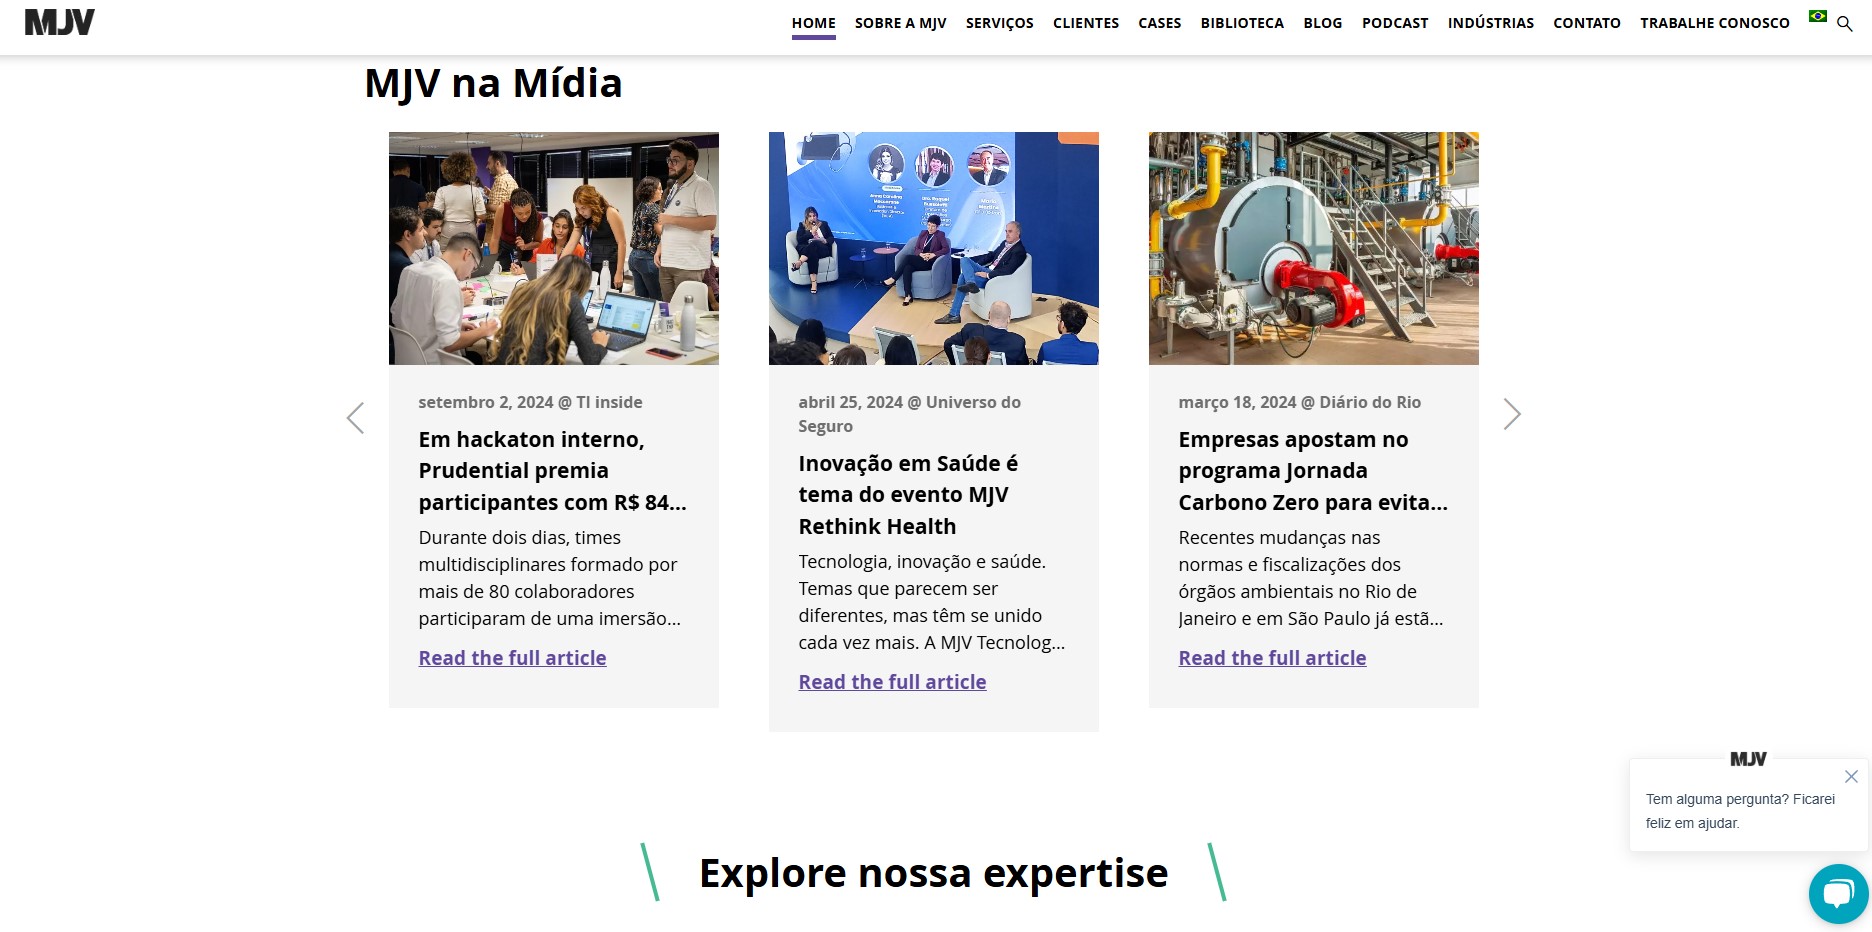 MJV
HOME SOBRE A MJV SERVIÇOS CLIENTES CASES BIBLIOTECA BLOG PODCAST INDÚSTRIAS CONTATO TRABALHE CONOSCO
MJV na Mídia
setembro 2, 2024 @ TI inside
Em hackaton interno,
Prudential premia
participantes com R$ 84...
Durante dois dias, times
multidisciplinares formado por
mais de 80 colaboradores
participaram de uma imersão...
Read the full article
abril 25, 2024 @ Universo do
Seguro
Inovação em Saúde é
tema do evento MJV
Rethink Health
Tecnologia, inovação e saúde.
Temas que parecem ser
diferentes, mas têm se unido
cada vez mais. A MJV Tecnolog...
Read the full article
março 18, 2024 @ Diário do Rio
Empresas apostam no
programa Jornada
Carbono Zero para evita...
Recentes mudanças nas
normas e fiscalizações dos
órgãos ambientais no Rio de
Janeiro e em São Paulo já estã...
Read the full article
MJV
Tem alguma pergunta? Ficarei
feliz em ajudar.
Explore nossa expertise